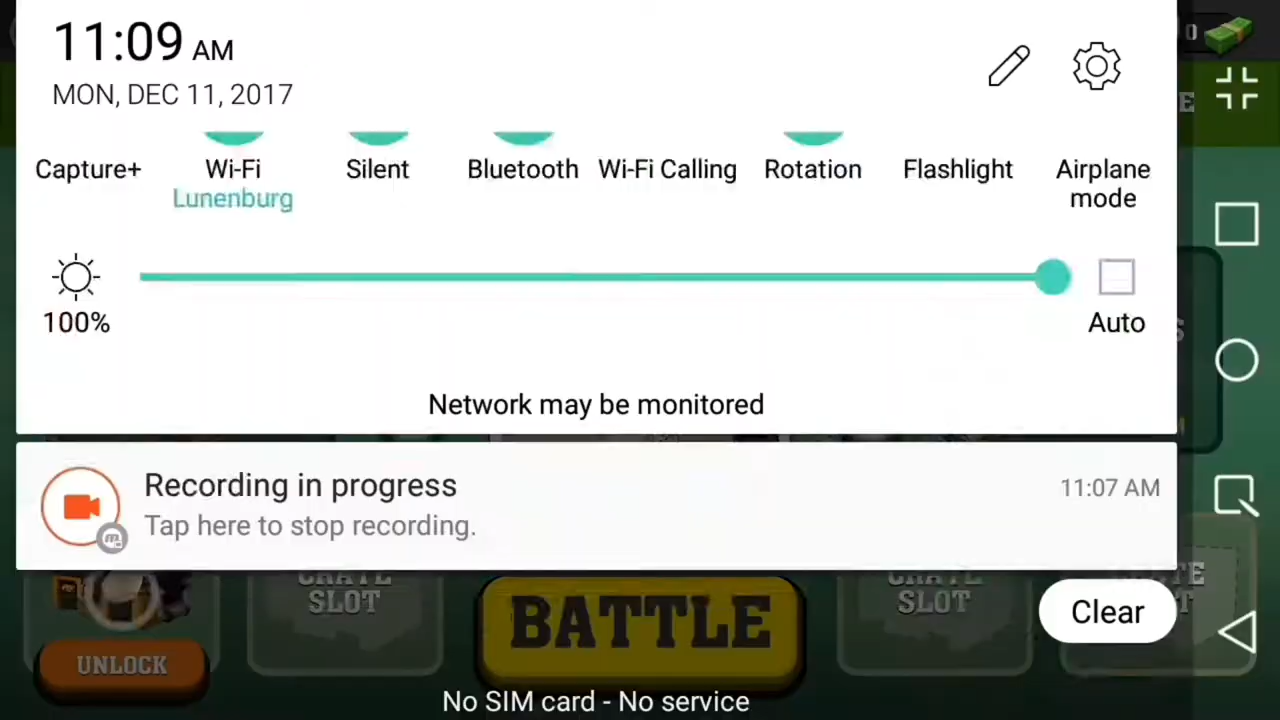 11:09 AM
MON, DEC 11, 2017
Capture+
Wi-Fi
Lunenburg
Silent
Bluetooth
Wi-Fi Calling
Rotation
Flashlight
Airplane
mode
100%
Auto
Network may be monitored
Recording in progress
11:07 AM
Tap here to stop recording.
CRATE
SLOT
BATTLE
CRATE
SLOT
UNLOCK
Clear
No SIM card - No service